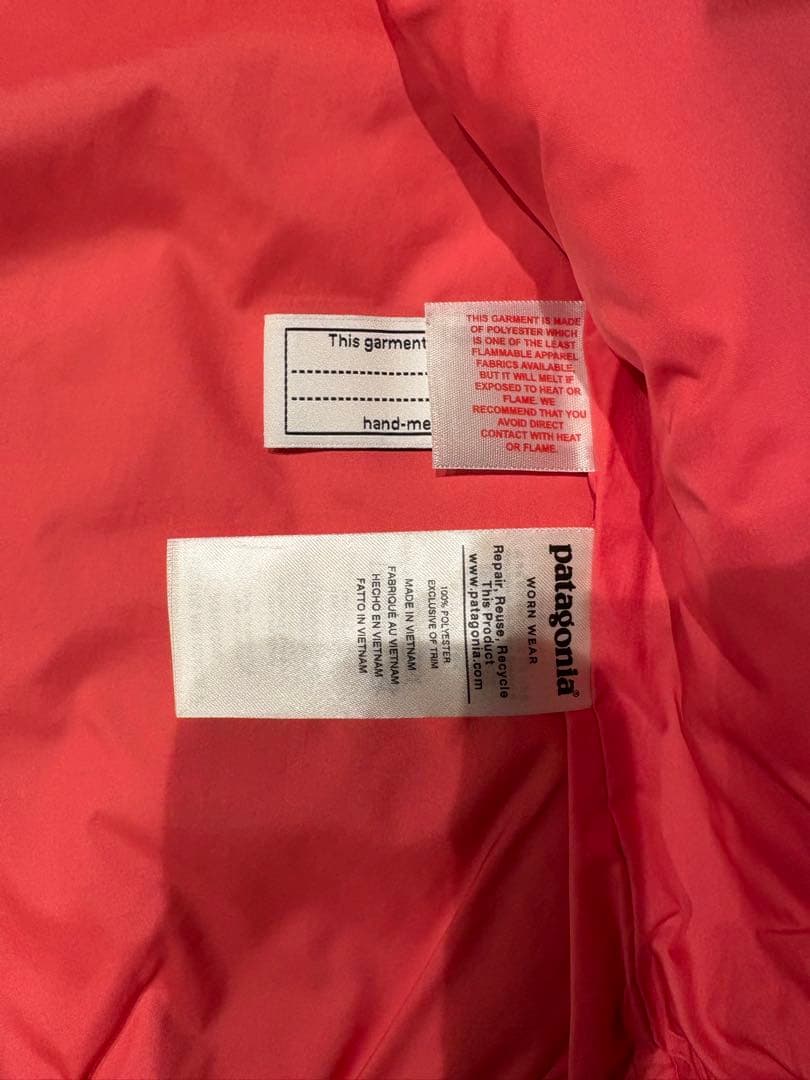 This garment
hand-me
THIS GARMENT IS MADE
OF POLYESTER WHICH
IS ONE OF THE LEAST
FLAMMABLE APPAREL
FABRICS AVAILABLE,
BUT IT WILL MELT IF
EXPOSED TO HEAT OR
FLAME. WE
RECOMMEND THAT YOU
AVOID DIRECT
CONTACT WITH HEAT
OR FLAME.
patagonia®
WORN WEAR
Repair, Reuse, Recycle
This Product
www.patagonia.com
100% POLYESTER
EXCLUSIVE OF TRIM
MADE IN VIETNAM
FABRIQUÉ AU VIETNAM
HECHO EN VIETNAM
FATTO IN VIETNAM